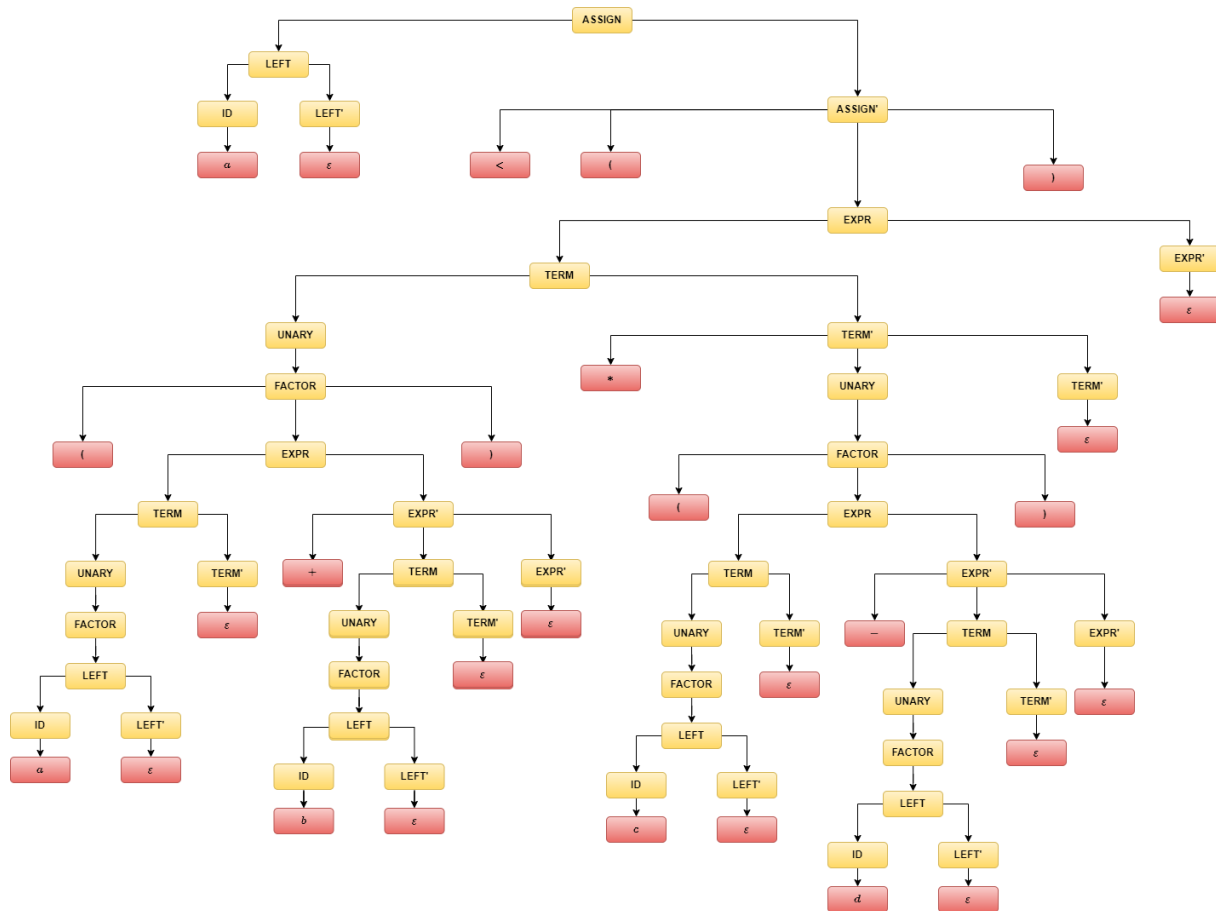 ASSIGN
LEFT
ID LEFT' ASSIGN'
a ε < (
)
EXPR
EXPR'
TERM
ε
UNARY TERM'
* FACTOR UNARY TERM'
ε
( EXPR ) FACTOR
(
TERM EXPR' EXPR )
UNARY TERM' + TERM EXPR' TERM EXPR'
FACTOR ε UNARY TERM' ε UNARY TERM' − TERM EXPR'
LEFT FACTOR ε FACTOR ε ε
UNARY TERM'
ID LEFT' LEFT LEFT
FACTOR ε
a ε ID LEFT' ID LEFT'
LEFT
b ε c ε
ID LEFT'
d ε